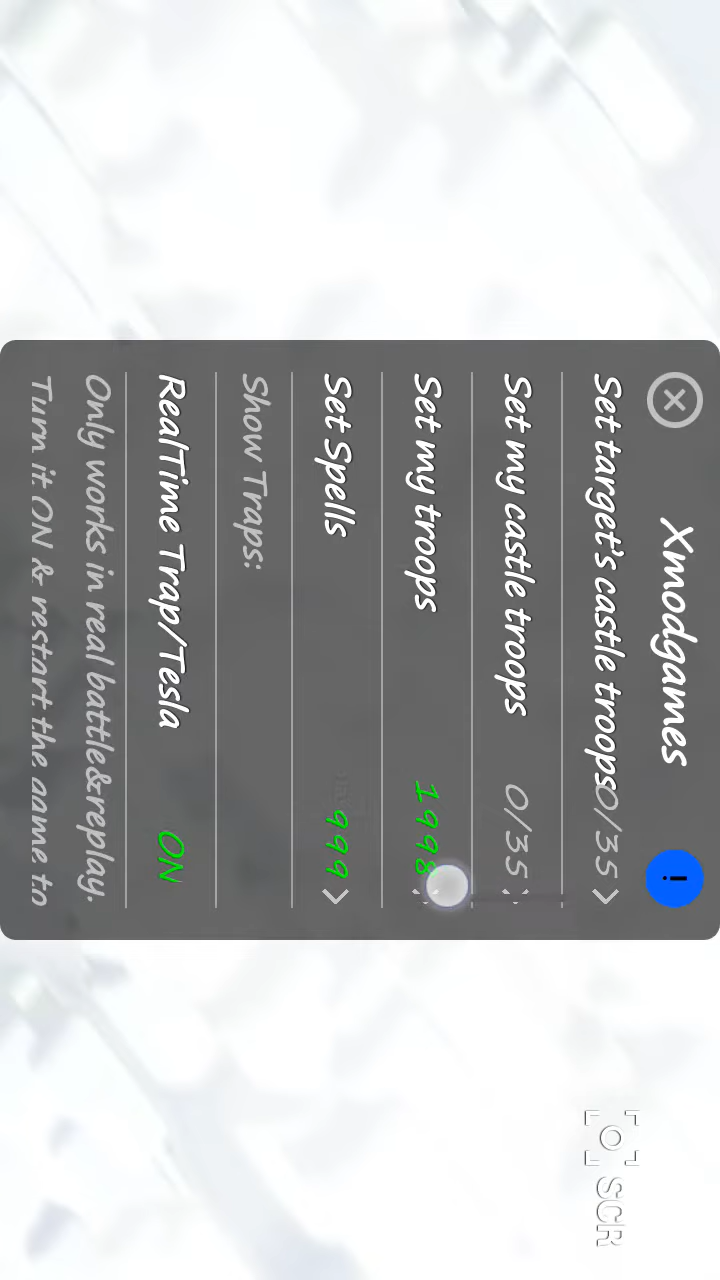 Xmodgames
i
Set target's castle troops 0/35
Set my castle troops 0/35
Set my troops 1998
Set Spells 999
Show Traps:
RealTime Trap/Tesla ON
Only works in real battle&replay.
Turn it ON & restart the game to
SCR